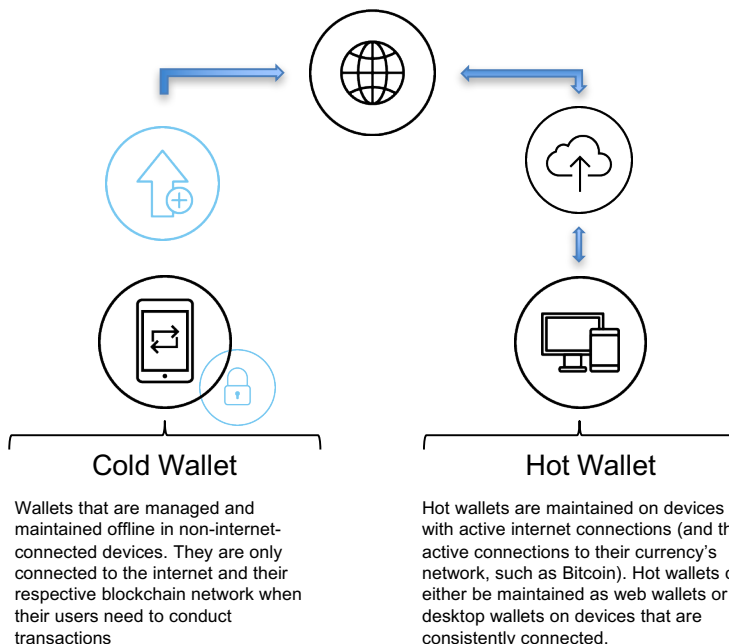 Cold Wallet
Wallets that are managed and
maintained offline in non-internet-
connected devices. They are only
connected to the internet and their
respective blockchain network when
their users need to conduct
transactions
Hot Wallet
Hot wallets are maintained on devices
with active internet connections (and
active connections to their currency’s
network, such as Bitcoin). Hot wallets
either be maintained as web wallets or
desktop wallets on devices that are
consistently connected.